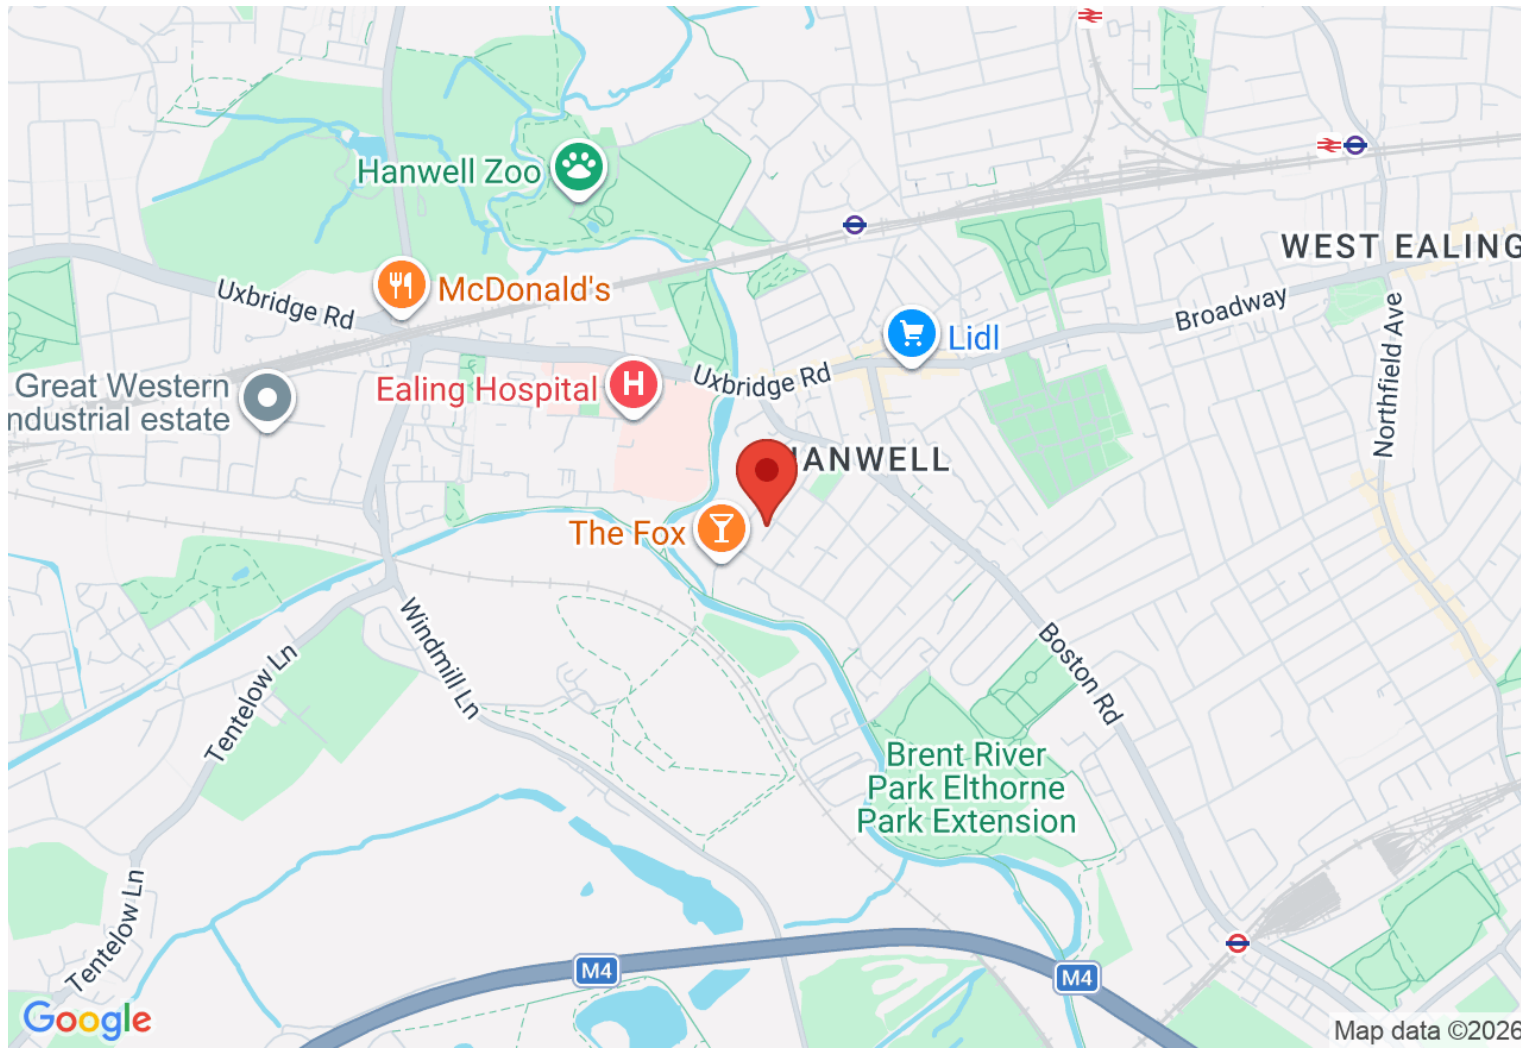 Hanwell Zoo
WEST EALING
Uxbridge Rd
McDonald's
Broadway
Lidl
Northfield Ave
Great Western
ndustrial estate
Ealing Hospital
H
Uxbridge Rd
HANWELL
The Fox
Windmill Ln
Tentelow Ln
Boston Rd
Brent River
Park Elthorne
Park Extension
Tentelow Ln
M4
M4
Google
Map data ©2026